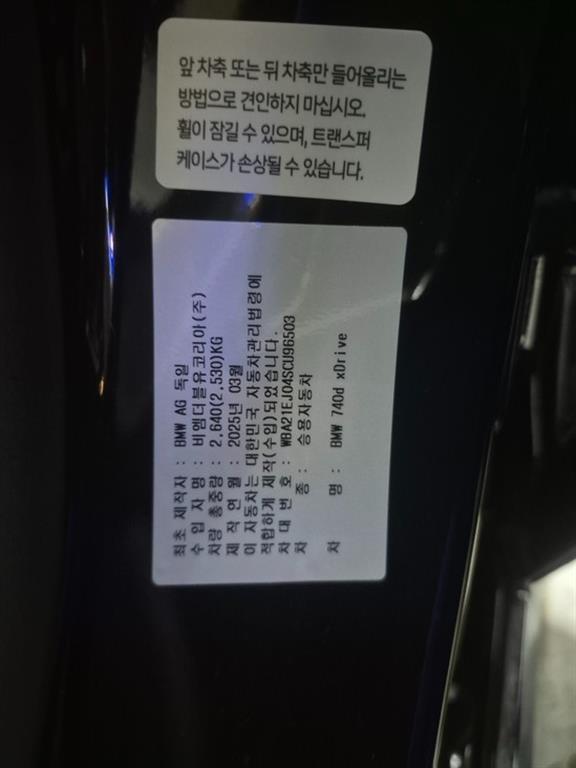 앞 차축 또는 뒤 차축만 들어올리는
방법으로 견인하지 마십시오.
휠이 잠길 수 있으며, 트랜스퍼
케이스가 손상될 수 있습니다.
최초 제작자 : BMW AG 독일
수 입 자 명 : 비엠더블유코리아(주)
차량 총중량 : 2,640(2,530)KG
제 작 연 월 : 2025년 03월
이 자동차는 대한민국 자동차관리법령에
적합하게 제작(수입)되었습니다.
차 대 번 호 : WBA21EJ04SCU96503
차 종 : 승용자동차
차 명 : BMW 740d xDrive